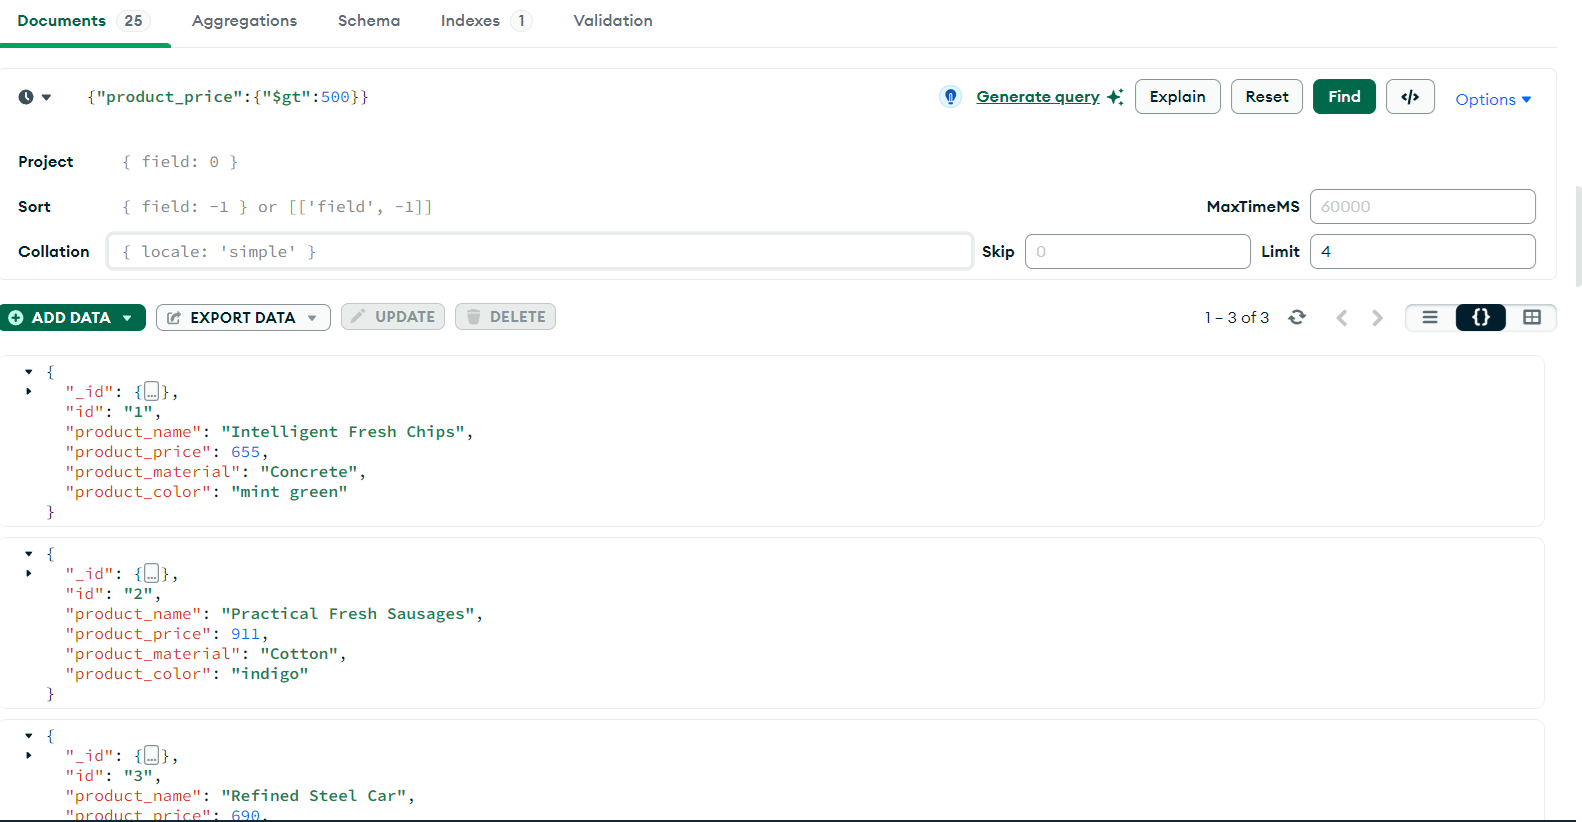 Documents 25 Aggregations Schema Indexes 1 Validation
{"product_price":{"$gt":500}} Generate query Explain Reset Find </> Options
Project { field: 0 }
Sort { field: -1 } or [['field', -1]] MaxTimeMS 60000
Collation { locale: 'simple' } Skip 0 Limit 4
ADD DATA EXPORT DATA UPDATE DELETE 1 – 3 of 3 {}
{
"_id": {...},
"id": "1",
"product_name": "Intelligent Fresh Chips",
"product_price": 655,
"product_material": "Concrete",
"product_color": "mint green"
}
{
"_id": {...},
"id": "2",
"product_name": "Practical Fresh Sausages",
"product_price": 911,
"product_material": "Cotton",
"product_color": "indigo"
}
{
"_id": {...},
"id": "3",
"product_name": "Refined Steel Car",
"product_price": 690,